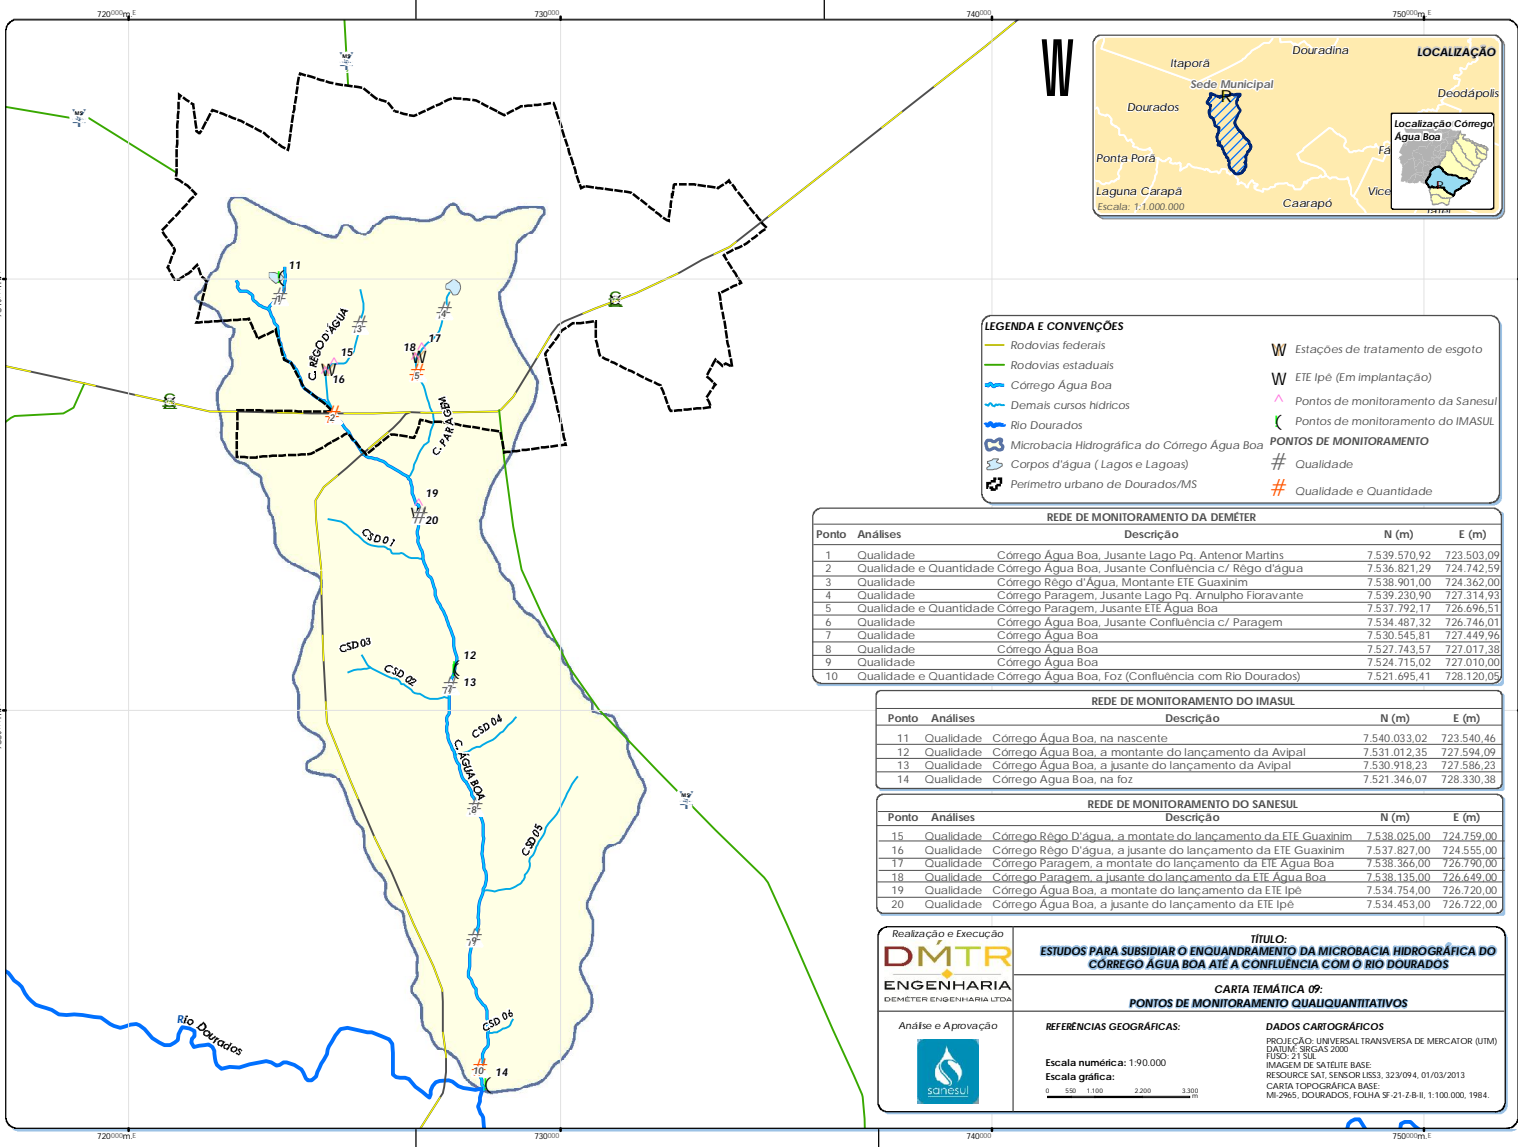 720000m.E
730000
740000
750000m.E
W
LOCALIZAÇÃO
Douradina
Itaporã
Sede Municipal
R
Deodápolis
Dourados
Localização Córrego
Água Boa
Ponta Porã
Fá
R
Laguna Carapã
Vice
Caarapó
Escala: 1:1.000.000
MS
MS
11
1
C. RÊGO D'ÁGUA
3
4
15
W
16
17
18
W
5
2
C. PARAGEM
19
W
20
CSD 01
CSD 03
CSD 02
12
13
7
CSD 04
C. ÁGUA BOA
8
MS
CSD 05
9
CSD 06
10
14
Rio Dourados
LEGENDA E CONVENÇÕES
Rodovias federais
Rodovias estaduais
Córrego Água Boa
Demais cursos hídricos
Rio Dourados
Microbacia Hidrográfica do Córrego Água Boa
Corpos d'água ( Lagos e Lagoas)
Perímetro urbano de Dourados/MS
W Estações de tratamento de esgoto
W ETE Ipê (Em implantação)
Pontos de monitoramento da Sanesul
Pontos de monitoramento do IMASUL
PONTOS DE MONITORAMENTO
# Qualidade
# Qualidade e Quantidade
REDE DE MONITORAMENTO DA DEMÉTER
Ponto Análises Descrição N (m) E (m)
1 Qualidade Córrego Água Boa, Jusante Lago Pq. Antenor Martins 7.539.570,92 723.503,09
2 Qualidade e Quantidade Córrego Água Boa, Jusante Confluência c/ Rêgo d'água 7.536.821,29 724.742,59
3 Qualidade Córrego Rêgo d'Água, Montante ETE Guaxinim 7.538.901,00 724.362,00
4 Qualidade Córrego Paragem, Jusante Lago Pq. Arnulpho Fioravante 7.539.230,90 727.314,93
5 Qualidade e Quantidade Córrego Paragem, Jusante ETE Água Boa 7.537.792,17 726.696,51
6 Qualidade Córrego Água Boa, Jusante Confluência c/ Paragem 7.534.487,32 726.746,01
7 Qualidade Córrego Água Boa 7.530.545,81 727.449,96
8 Qualidade Córrego Água Boa 7.527.743,57 727.017,38
9 Qualidade Córrego Água Boa 7.524.715,02 727.010,00
10 Qualidade e Quantidade Córrego Água Boa, Foz (Confluência com Rio Dourados) 7.521.695,41 728.120,05
REDE DE MONITORAMENTO DO IMASUL
Ponto Análises Descrição N (m) E (m)
11 Qualidade Córrego Água Boa, na nascente 7.540.033,02 723.540,46
12 Qualidade Córrego Água Boa, a montante do lançamento da Avipal 7.531.012,35 727.594,09
13 Qualidade Córrego Água Boa, a jusante do lançamento da Avipal 7.530.918,23 727.586,23
14 Qualidade Córrego Água Boa, na foz 7.521.346,07 728.330,38
REDE DE MONITORAMENTO DO SANESUL
Ponto Análises Descrição N (m) E (m)
15 Qualidade Córrego Rêgo D'água, a montate do lançamento da ETE Guaxinim 7.538.025,00 724.759,00
16 Qualidade Córrego Rêgo D'água, a jusante do lançamento da ETE Guaxinim 7.537.827,00 724.555,00
17 Qualidade Córrego Paragem, a montate do lançamento da ETE Água Boa 7.538.366,00 726.790,00
18 Qualidade Córrego Paragem, a jusante do lançamento da ETE Água Boa 7.538.135,00 726.649,00
19 Qualidade Córrego Água Boa, a montate do lançamento da ETE Ipê 7.534.754,00 726.720,00
20 Qualidade Córrego Água Boa, a jusante do lançamento da ETE Ipê 7.534.453,00 726.722,00
Realização e Execução
DMTR
ENGENHARIA
DEMÉTER ENGENHARIA LTDA
TÍTULO:
ESTUDOS PARA SUBSIDIAR O ENQUANDRAMENTO DA MICROBACIA HIDROGRÁFICA DO
CÓRREGO ÁGUA BOA ATÉ A CONFLUÊNCIA COM O RIO DOURADOS
CARTA TEMÁTICA 09:
PONTOS DE MONITORAMENTO QUALIQUANTITATIVOS
Análise e Aprovação
sanesul
REFERÊNCIAS GEOGRÁFICAS:
Escala numérica: 1:90.000
Escala gráfica:
0 550 1.100 2.200 3.300
m
DADOS CARTOGRÁFICOS
PROJEÇÃO: UNIVERSAL TRANSVERSA DE MERCATOR (UTM)
DATUM: SIRGAS 2000
FUSO: 21 SUL
IMAGEM DE SATÉLITE BASE:
RESOURCE SAT, SENSOR LISS3, 323/094, 01/03/2013
CARTA TOPOGRÁFICA BASE:
MI-2965, DOURADOS, FOLHA SF-21-Z-B-II, 1:100.000, 1984.
720000m.E
730000
740000
750000m.E